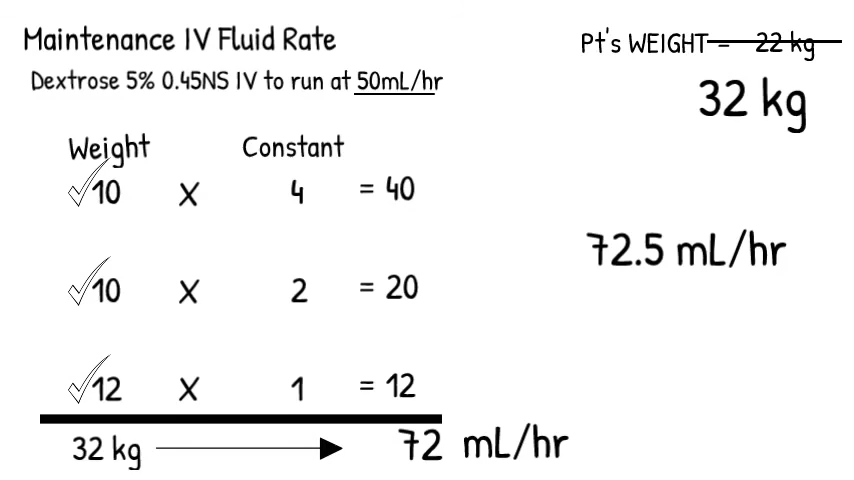 Maintenance IV Fluid Rate
Pt's WEIGHT = 22 kg
Dextrose 5% 0.45NS IV to run at 50mL/hr
32 kg
Weight Constant
10 X 4 = 40
72.5 mL/hr
10 X 2 = 20
12 X 1 = 12
32 kg 72 mL/hr